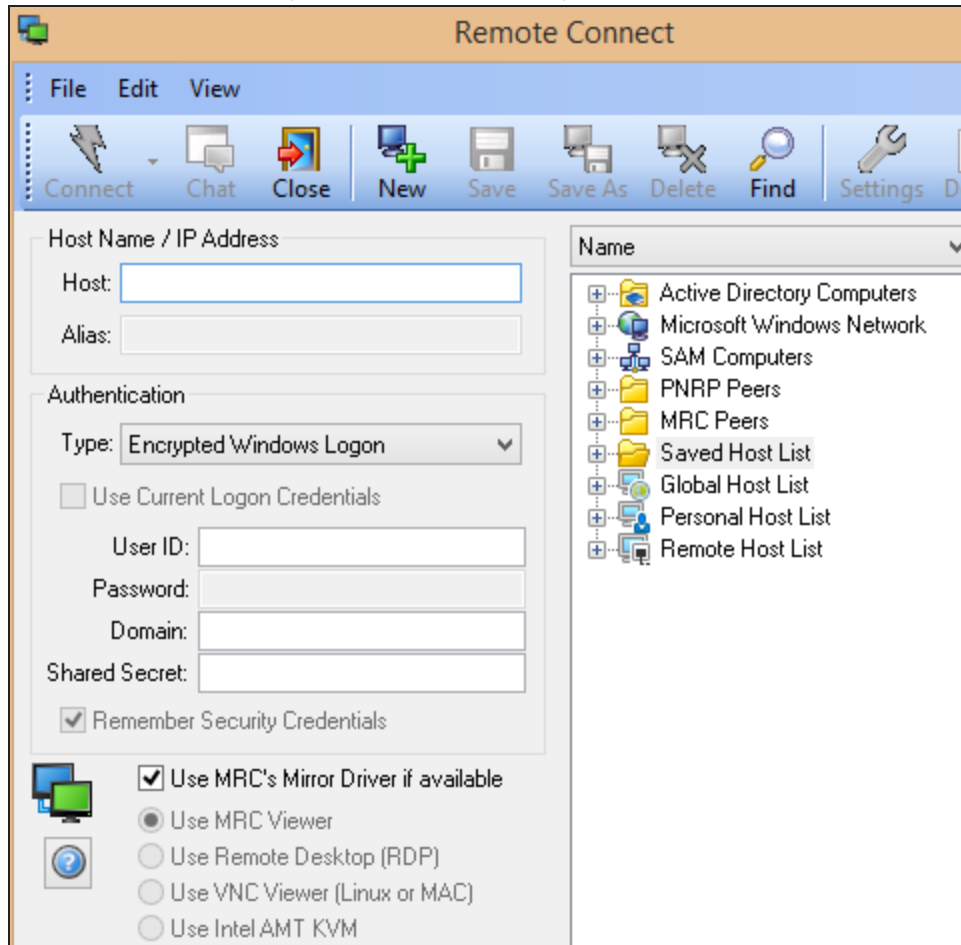 Remote Connect
File Edit View
Connect Chat Close New Save Save As Delete Find Settings
Host Name / IP Address
Host:
Alias:
Authentication
Type: Encrypted Windows Logon
Use Current Logon Credentials
User ID:
Password:
Domain:
Shared Secret:
Remember Security Credentials
Use MRC's Mirror Driver if available
Use MRC Viewer
Use Remote Desktop (RDP)
Use VNC Viewer (Linux or MAC)
Use Intel AMT KVM
Name
Active Directory Computers
Microsoft Windows Network
SAM Computers
PNRP Peers
MRC Peers
Saved Host List
Global Host List
Personal Host List
Remote Host List